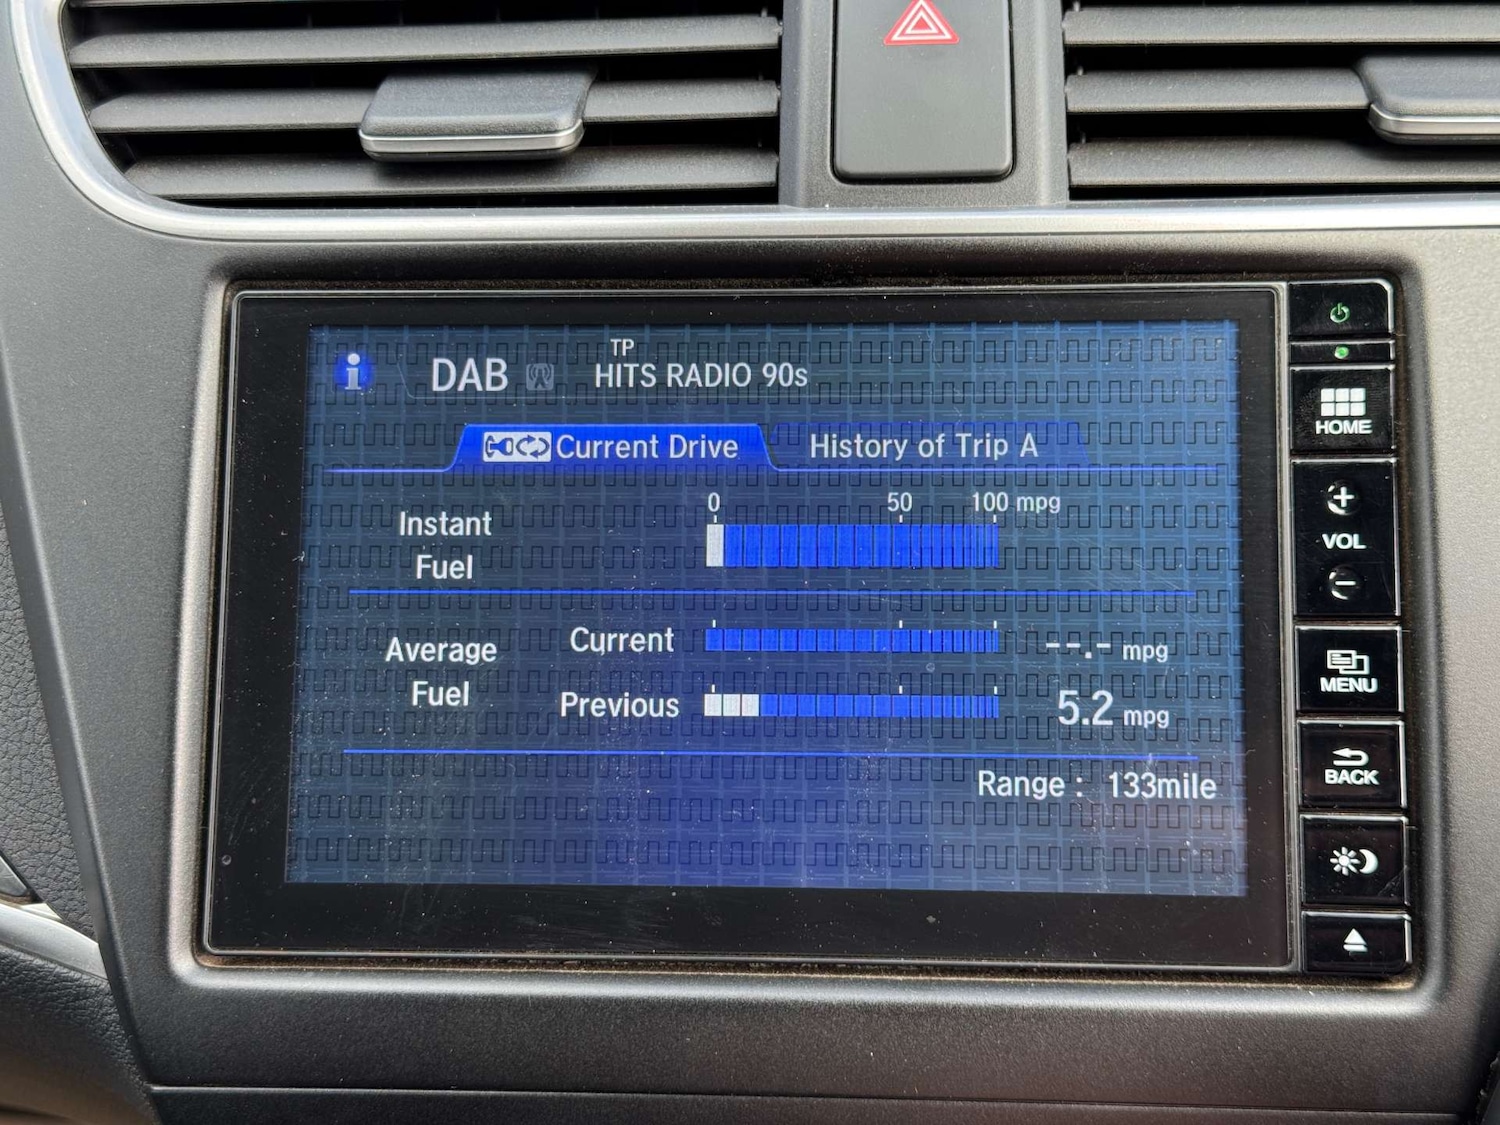 TP
DAB HITS RADIO 90s
Current Drive History of Trip A
0 50 100 mpg
Instant
Fuel
Average
Fuel
Current --.- mpg
Previous 5.2 mpg
Range : 133mile
HOME
+
VOL
-
MENU
BACK